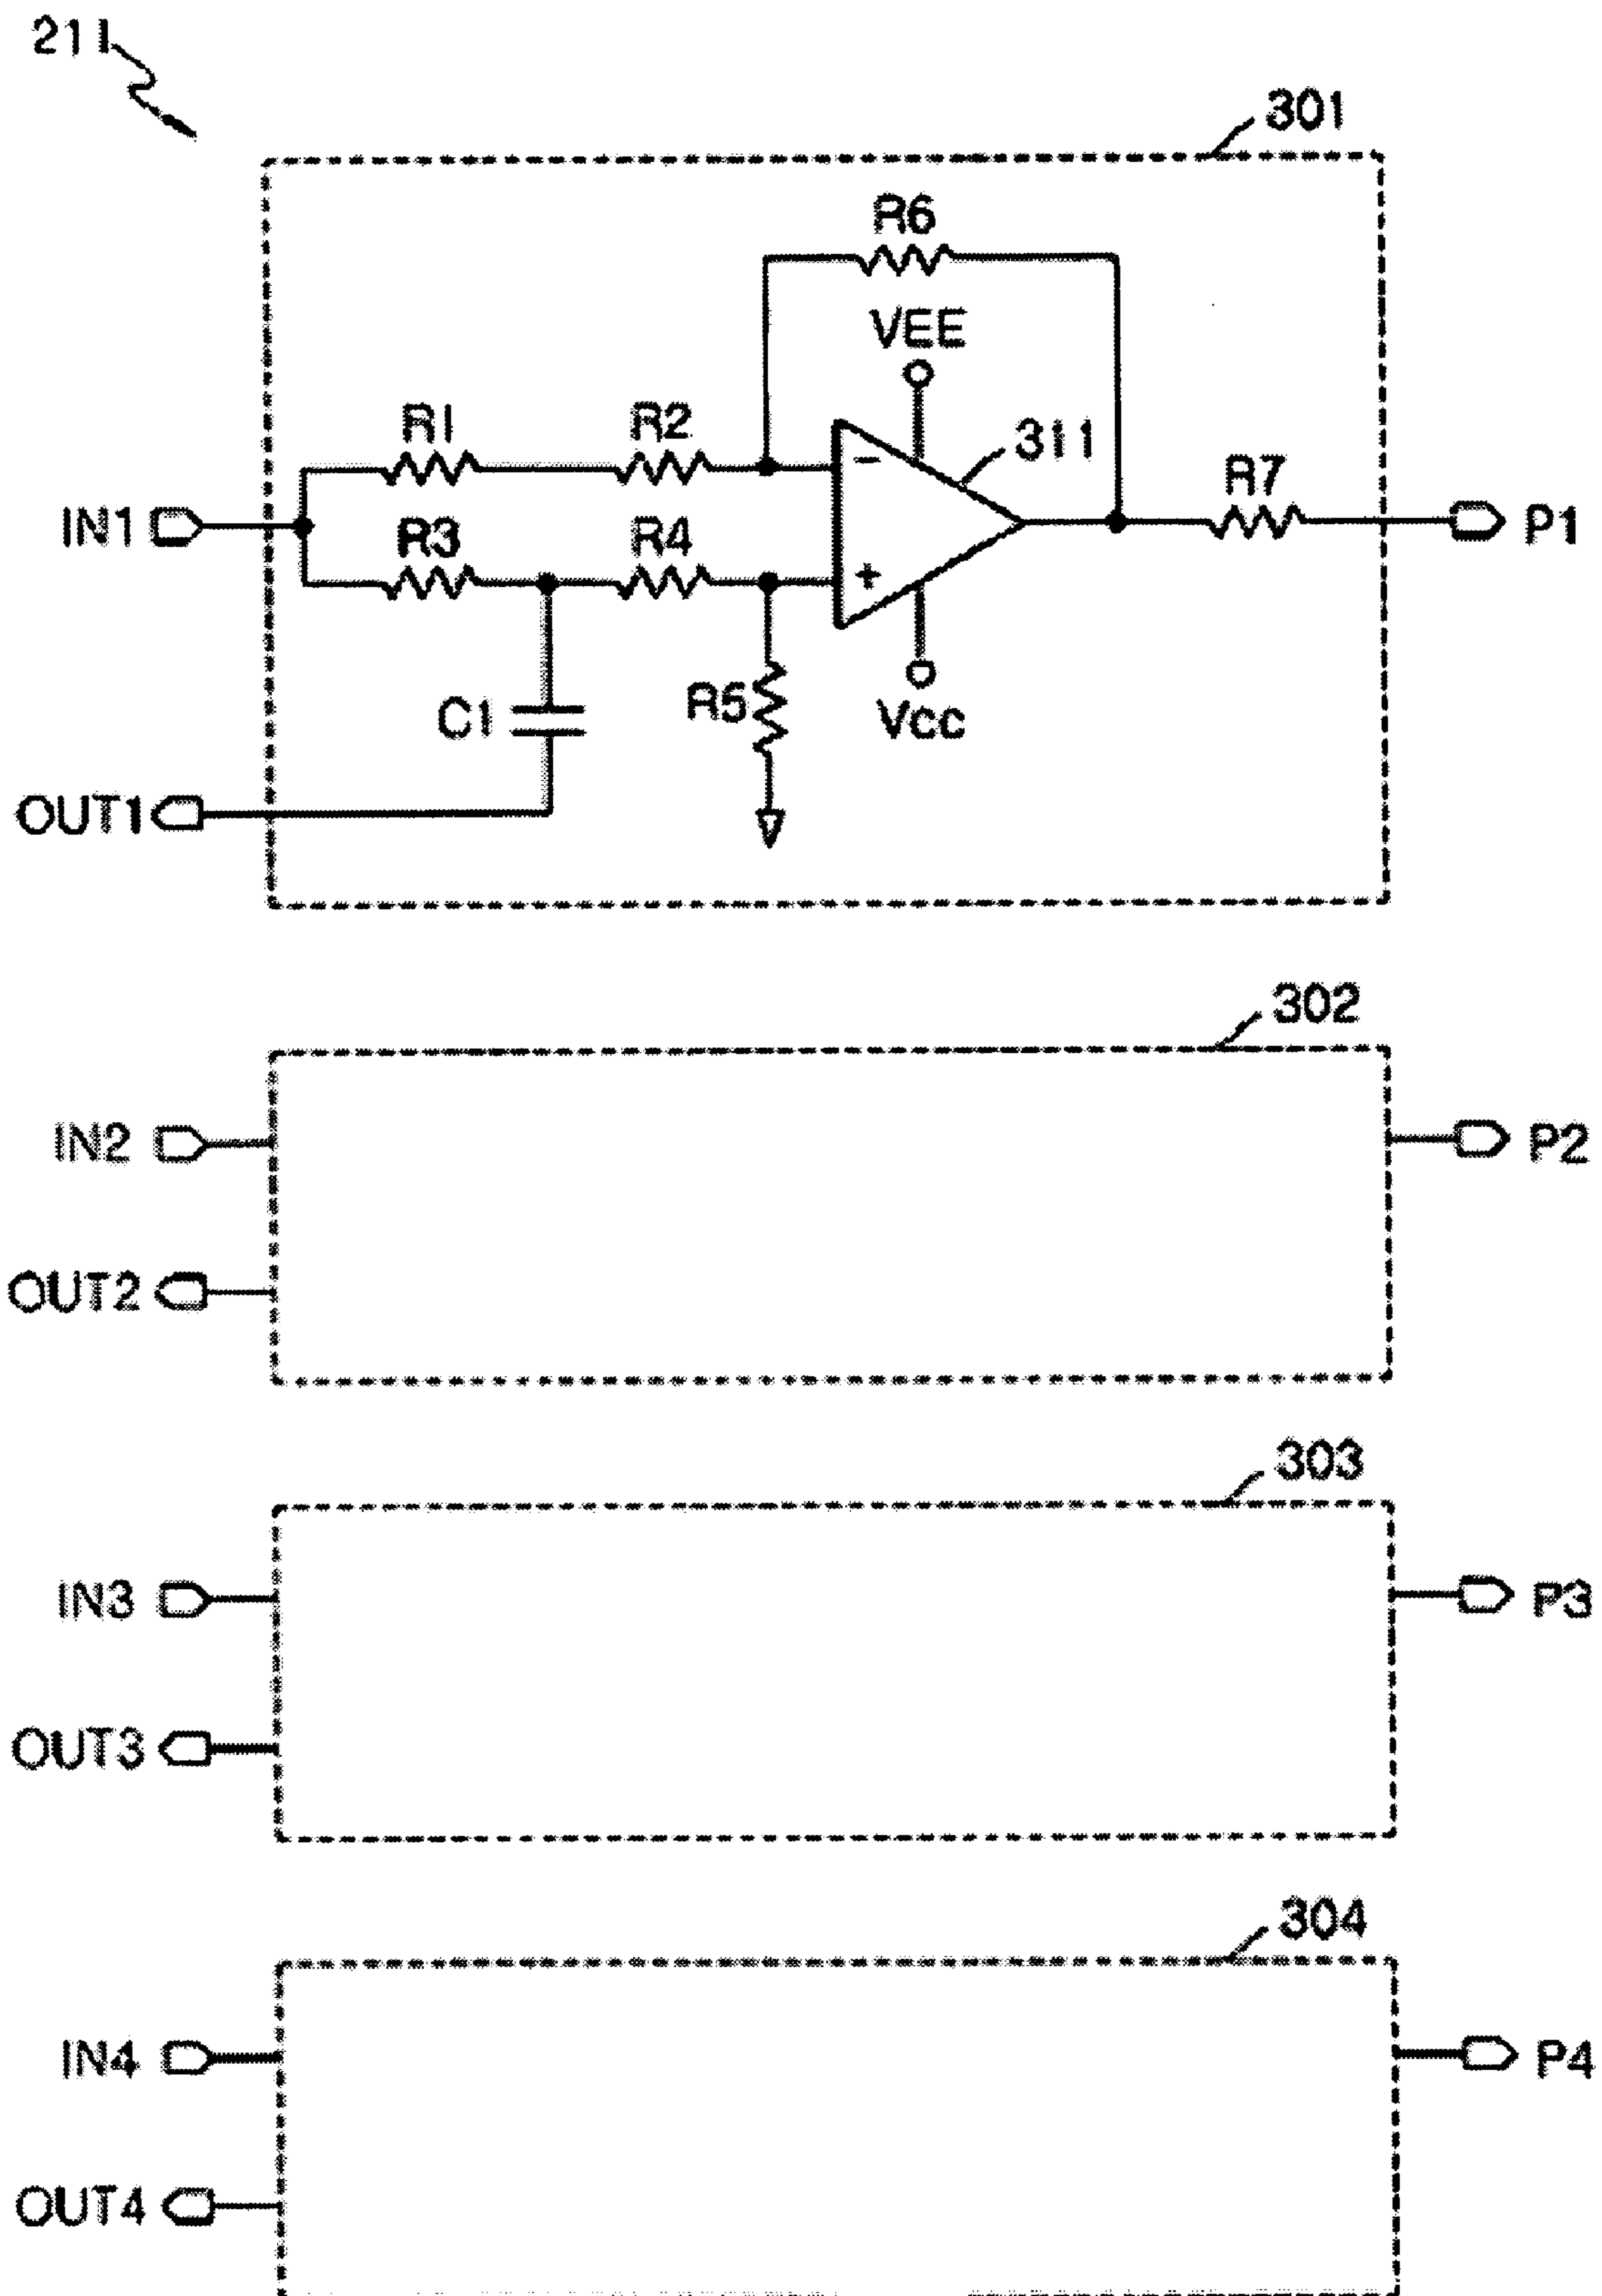 211
301
R6
VEE
R1
R2
311
R7
IN1
R3
R4
P1
−
+
C1
R5
Vcc
OUT1
302
IN2
P2
OUT2
303
IN3
P3
OUT3
304
IN4
P4
OUT4